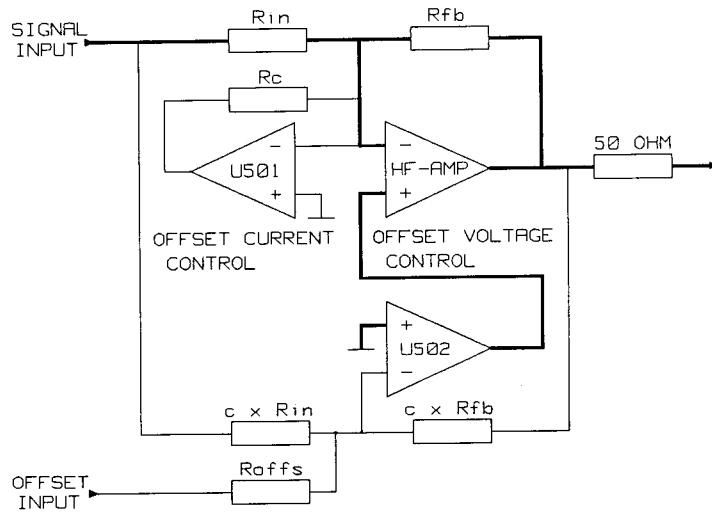 Rin
Rfb
SIGNAL
INPUT
Rc
50 OHM
−
−
U501
HF-AMP
+
+
OFFSET CURRENT
CONTROL
OFFSET VOLTAGE
CONTROL
+
U502
−
c x Rin
c x Rfb
Roffs
OFFSET
INPUT